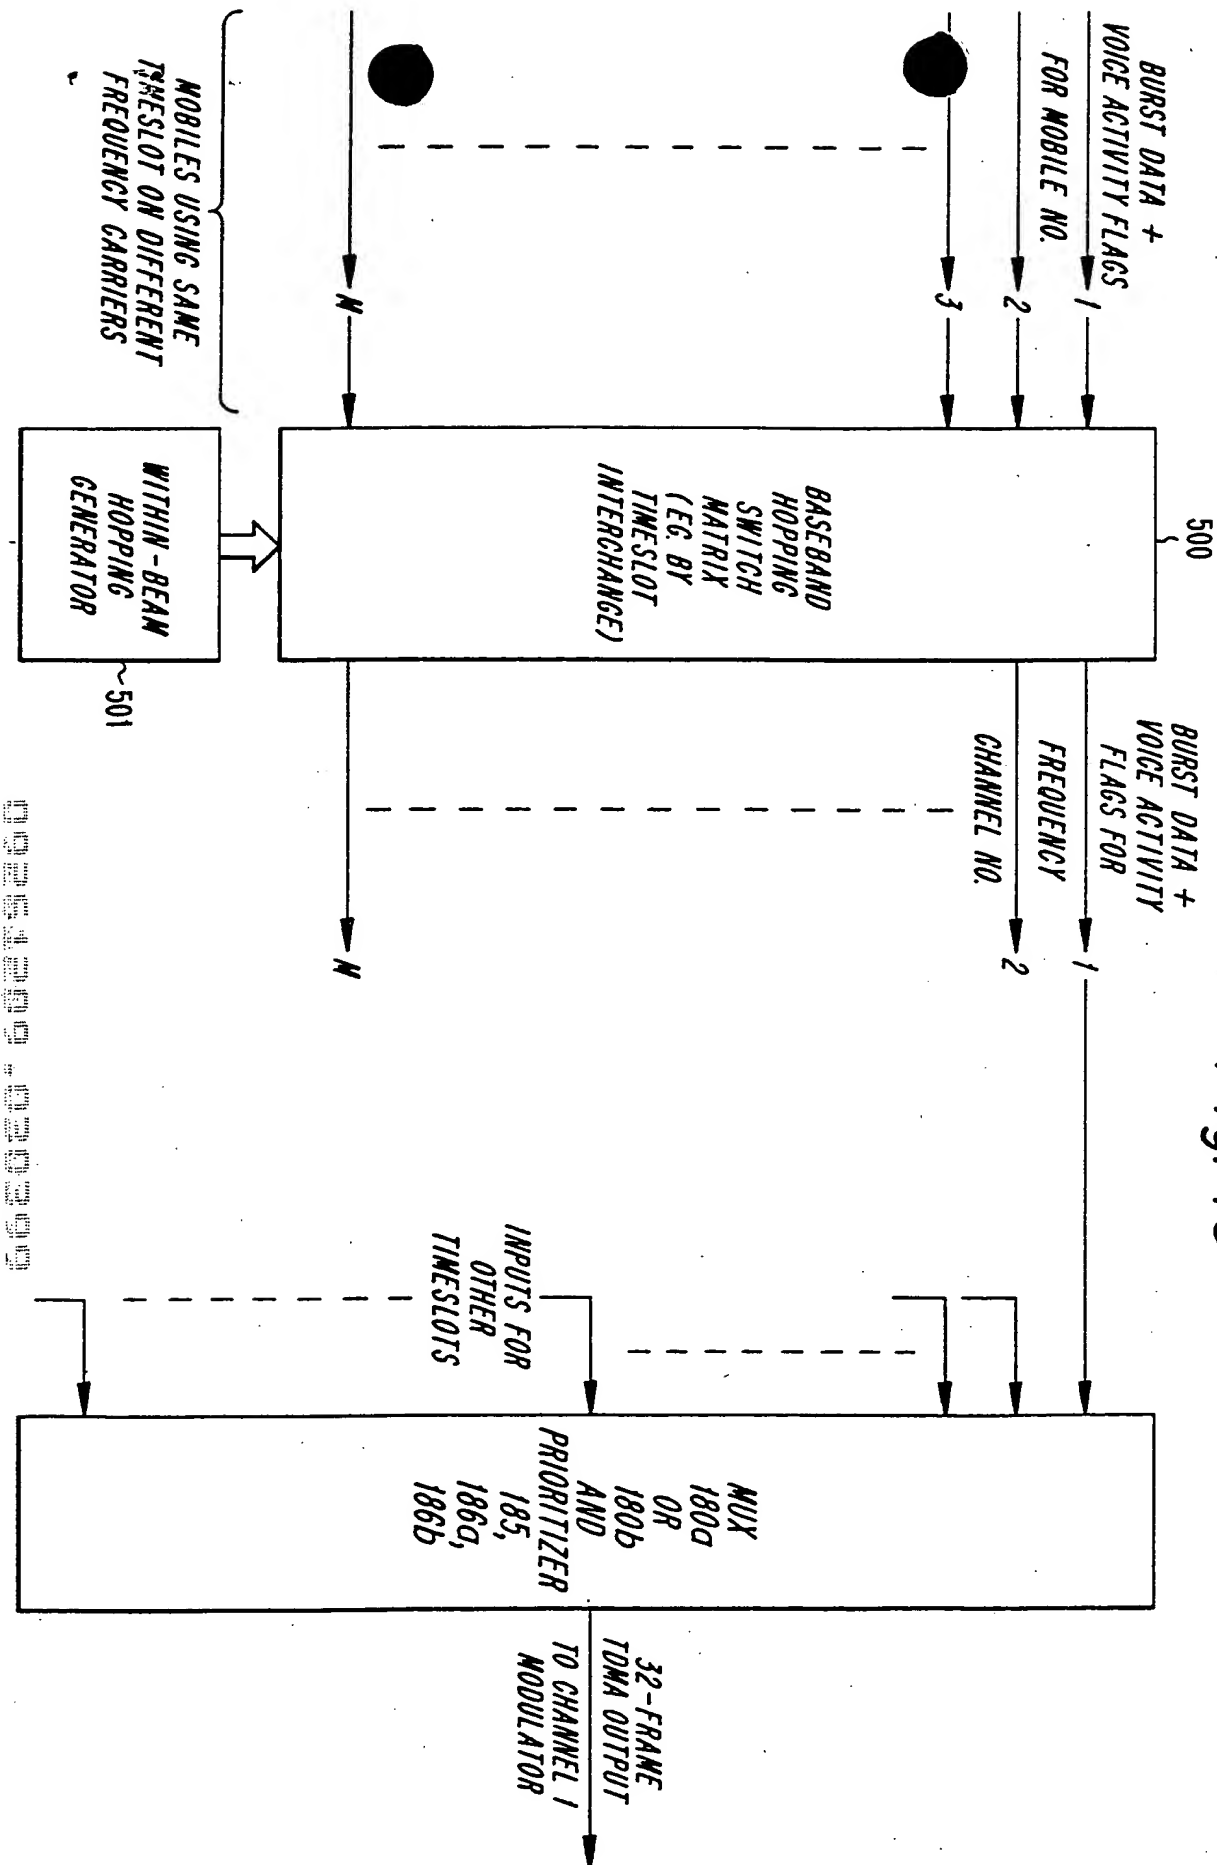 BURST DATA +
VOICE ACTIVITY FLAGS
FOR MOBILE NO.
1
2
3
M
MOBILES USING SAME
TIMESLOT ON DIFFERENT
FREQUENCY CARRIERS
500
BASEBAND
HOPPING
SWITCH
MATRIX
(EG. BY
TIMESLOT
INTERCHANGE)
WITHIN-BEAM
HOPPING
GENERATOR
501
BURST DATA +
VOICE ACTIVITY
FLAGS FOR
FREQUENCY
CHANNEL NO.
1
2
M
INPUTS FOR
OTHER
TIMESLOTS
MUX
180a
OR
180b
AND
PRIORITIZER
185,
186a,
186b
32-FRAME
TDMA OUTPUT
TO CHANNEL 1
MODULATOR